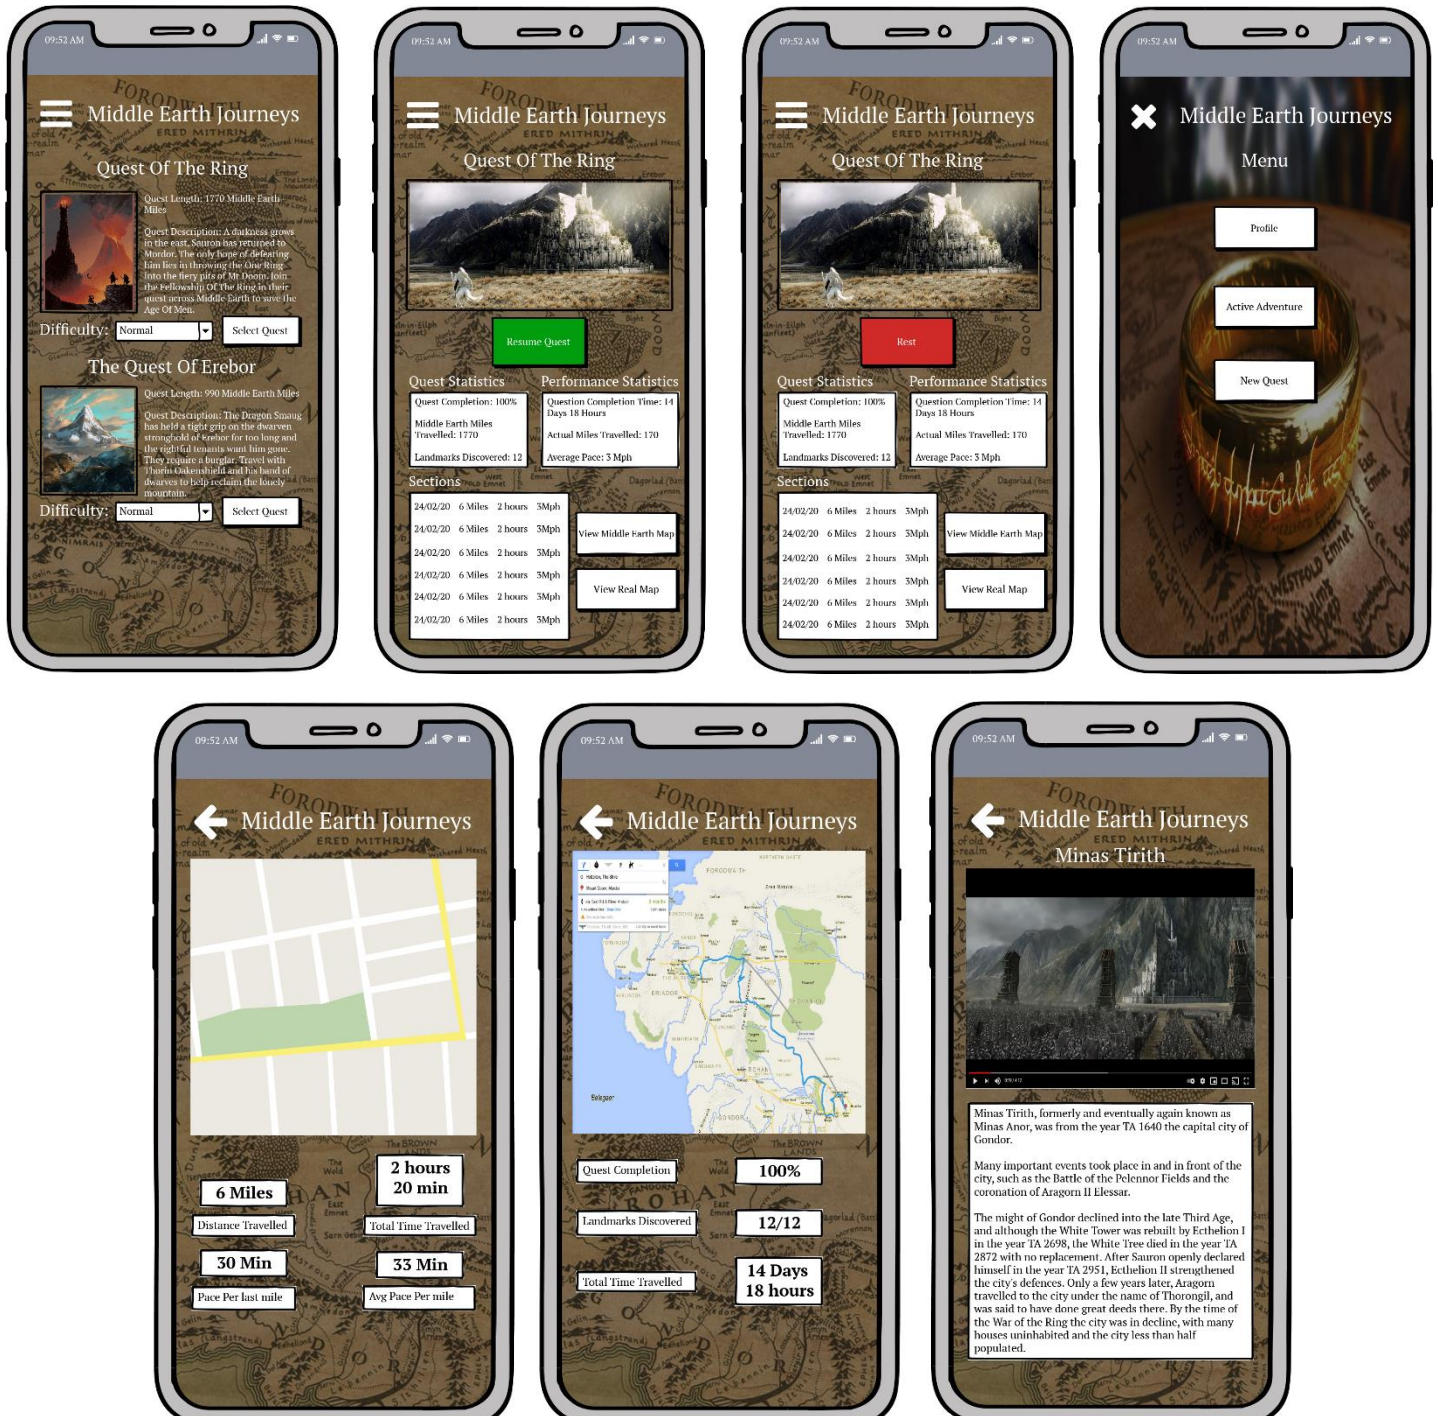 09:52 AM
Middle Earth Journeys
Quest Of The Ring
Quest Length: 1770 Middle Earth
Miles
Quest Description: A darkness grows
in the east. Sauron has returned to
Mordor. The only hope of defeating
him lies in throwing the One Ring
into the fiery pits of Mt Doom. Join
the Fellowship Of The Ring in their
quest across Middle Earth to save the
Age Of Men.
Difficulty: Normal Select Quest
The Quest Of Erebor
Quest Length: 990 Middle Earth Miles
Quest Description: The Dragon Smaug
has held a tight grip on the dwarven
stronghold of Erebor for too long and
the rightful tenants want him gone.
They require a burglar. Travel with
Thorin Oakenshield and his band of
dwarves to help reclaim the lonely
mountain.
Difficulty: Normal Select Quest
09:52 AM
Middle Earth Journeys
Quest Of The Ring
Resume Quest
Quest Statistics Performance Statistics
Quest Completion: 100%
Middle Earth Miles
Travelled: 1770
Landmarks Discovered: 12
Question Completion Time: 14
Days 18 Hours
Actual Miles Travelled: 170
Average Pace: 3 Mph
Sections
24/02/20 6 Miles 2 hours 3Mph
24/02/20 6 Miles 2 hours 3Mph
24/02/20 6 Miles 2 hours 3Mph
24/02/20 6 Miles 2 hours 3Mph
24/02/20 6 Miles 2 hours 3Mph
24/02/20 6 Miles 2 hours 3Mph
View Middle Earth Map
View Real Map
09:52 AM
Middle Earth Journeys
Quest Of The Ring
Rest
Quest Statistics Performance Statistics
Quest Completion: 100%
Middle Earth Miles
Travelled: 1770
Landmarks Discovered: 12
Question Completion Time: 14
Days 18 Hours
Actual Miles Travelled: 170
Average Pace: 3 Mph
Sections
24/02/20 6 Miles 2 hours 3Mph
24/02/20 6 Miles 2 hours 3Mph
24/02/20 6 Miles 2 hours 3Mph
24/02/20 6 Miles 2 hours 3Mph
24/02/20 6 Miles 2 hours 3Mph
24/02/20 6 Miles 2 hours 3Mph
View Middle Earth Map
View Real Map
09:52 AM
Middle Earth Journeys
Menu
Profile
Active Adventure
New Quest
WESTFOLD Emnet
09:52 AM
FORODWAITH
Middle Earth Journeys
6 Miles
Distance Travelled
2 hours
20 min
Total Time Travelled
30 Min
Pace Per last mile
33 Min
Avg Pace Per mile
The BROWN
LANDS
The
Wold
ROHAN
East
Emnet
09:52 AM
FORODWAITH
Middle Earth Journeys
FORODWAITH
ERIADOR
ROHAN
GONDOR
Belegaer
The BROWN
LANDS
Quest Completion 100%
Landmarks Discovered 12/12
Total Time Travelled 14 Days
18 hours
ROHAN
East
Emnet
09:52 AM
FORODWAITH
Middle Earth Journeys
ERED MITHRIN
Minas Tirith
Minas Tirith, formerly and eventually again known as
Minas Anor, was from the year TA 1640 the capital city of
Gondor.
Many important events took place in and in front of the
city, such as the Battle of the Pelennor Fields and the
coronation of Aragorn II Elessar.
The might of Gondor declined into the late Third Age,
and although the White Tower was rebuilt by Ecthelion I
in the year TA 2698, the White Tree died in the year TA
2872 with no replacement. After Sauron openly declared
himself in the year TA 2951, Ecthelion II strengthened
the city's defences. Only a few years later, Aragorn
travelled to the city under the name of Thorongil, and
was said to have done great deeds there. By the time of
the War of the Ring the city was in decline, with many
houses uninhabited and the city less than half
populated.